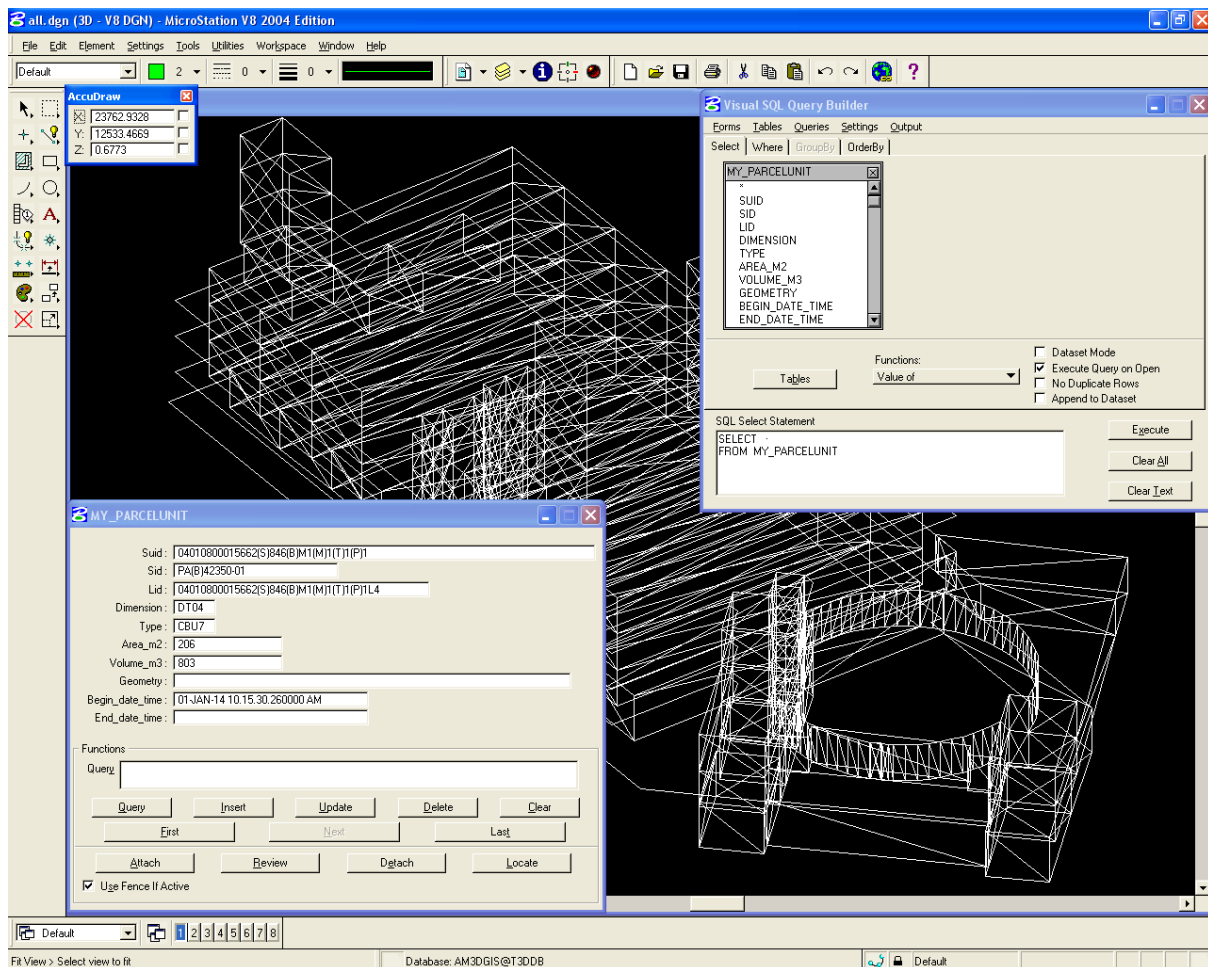 all.dgn (3D - V8 DGN) - MicroStation V8 2004 Edition
File Edit Element Settings Tools Utilities Workspace Window Help
Default 2 0 0
AccuDraw
X: 23762.9328
Y: 12533.4669
Z: 0.6773
Visual SQL Query Builder
Forms Tables Queries Settings Output
Select Where GroupBy OrderBy
MY_PARCELUNIT
*
SUID
SID
LID
DIMENSION
TYPE
AREA_M2
VOLUME_M3
GEOMETRY
BEGIN_DATE_TIME
END_DATE_TIME
Tables
Functions:
Value of
Dataset Mode
Execute Query on Open
No Duplicate Rows
Append to Dataset
SQL Select Statement
SELECT
FROM MY_PARCELUNIT
Execute
Clear All
Clear Text
MY_PARCELUNIT
Suid : 04010800015662(S)846(B)M1(M)1(T)1(P)1
Sid : PA(B)42350-01
Lid : 04010800015662(S)846(B)M1(M)1(T)1(P)1L4
Dimension : DT04
Type : CBU7
Area_m2 : 206
Volume_m3 : 803
Geometry :
Begin_date_time : 01-JAN-14 10.15.30.260000 AM
End_date_time :
Functions
Query
Query Insert Update Delete Clear
First Next Last
Attach Review Detach Locate
Use Fence If Active
Default 1 2 3 4 5 6 7 8
Fit View > Select view to fit Database: AM3DGIS@T3DDB Default